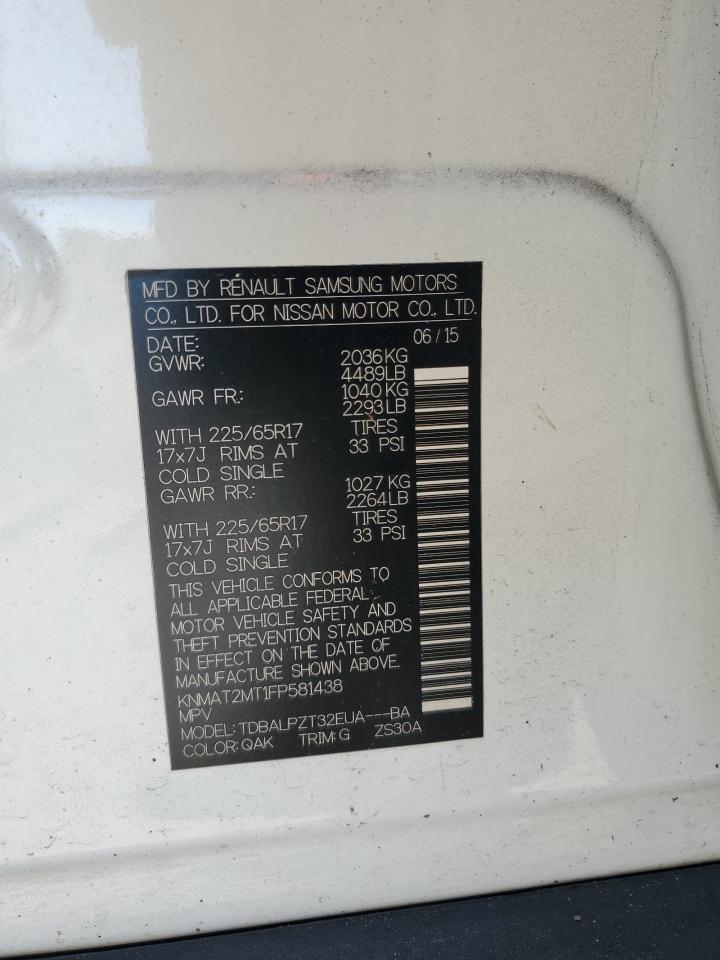 MFD BY RENAULT SAMSUNG MOTORS
CO., LTD. FOR NISSAN MOTOR CO., LTD.
DATE: 06/15
GVWR: 2036KG
4489LB
GAWR FR.: 1040 KG
2293LB
WITH 225/65R17 TIRES
17x7J RIMS AT 33 PSI
COLD SINGLE
GAWR RR.: 1027 KG
2264LB
WITH 225/65R17 TIRES
17x7J RIMS AT 33 PSI
COLD SINGLE
THIS VEHICLE CONFORMS TO
ALL APPLICABLE FEDERAL
MOTOR VEHICLE SAFETY AND
THEFT PREVENTION STANDARDS
IN EFFECT ON THE DATE OF
MANUFACTURE SHOWN ABOVE.
KNMAT2MT1FP581438
MPV
MODEL: TDBALPZT32EUA---BA
COLOR: QAK TRIM: G ZS30A